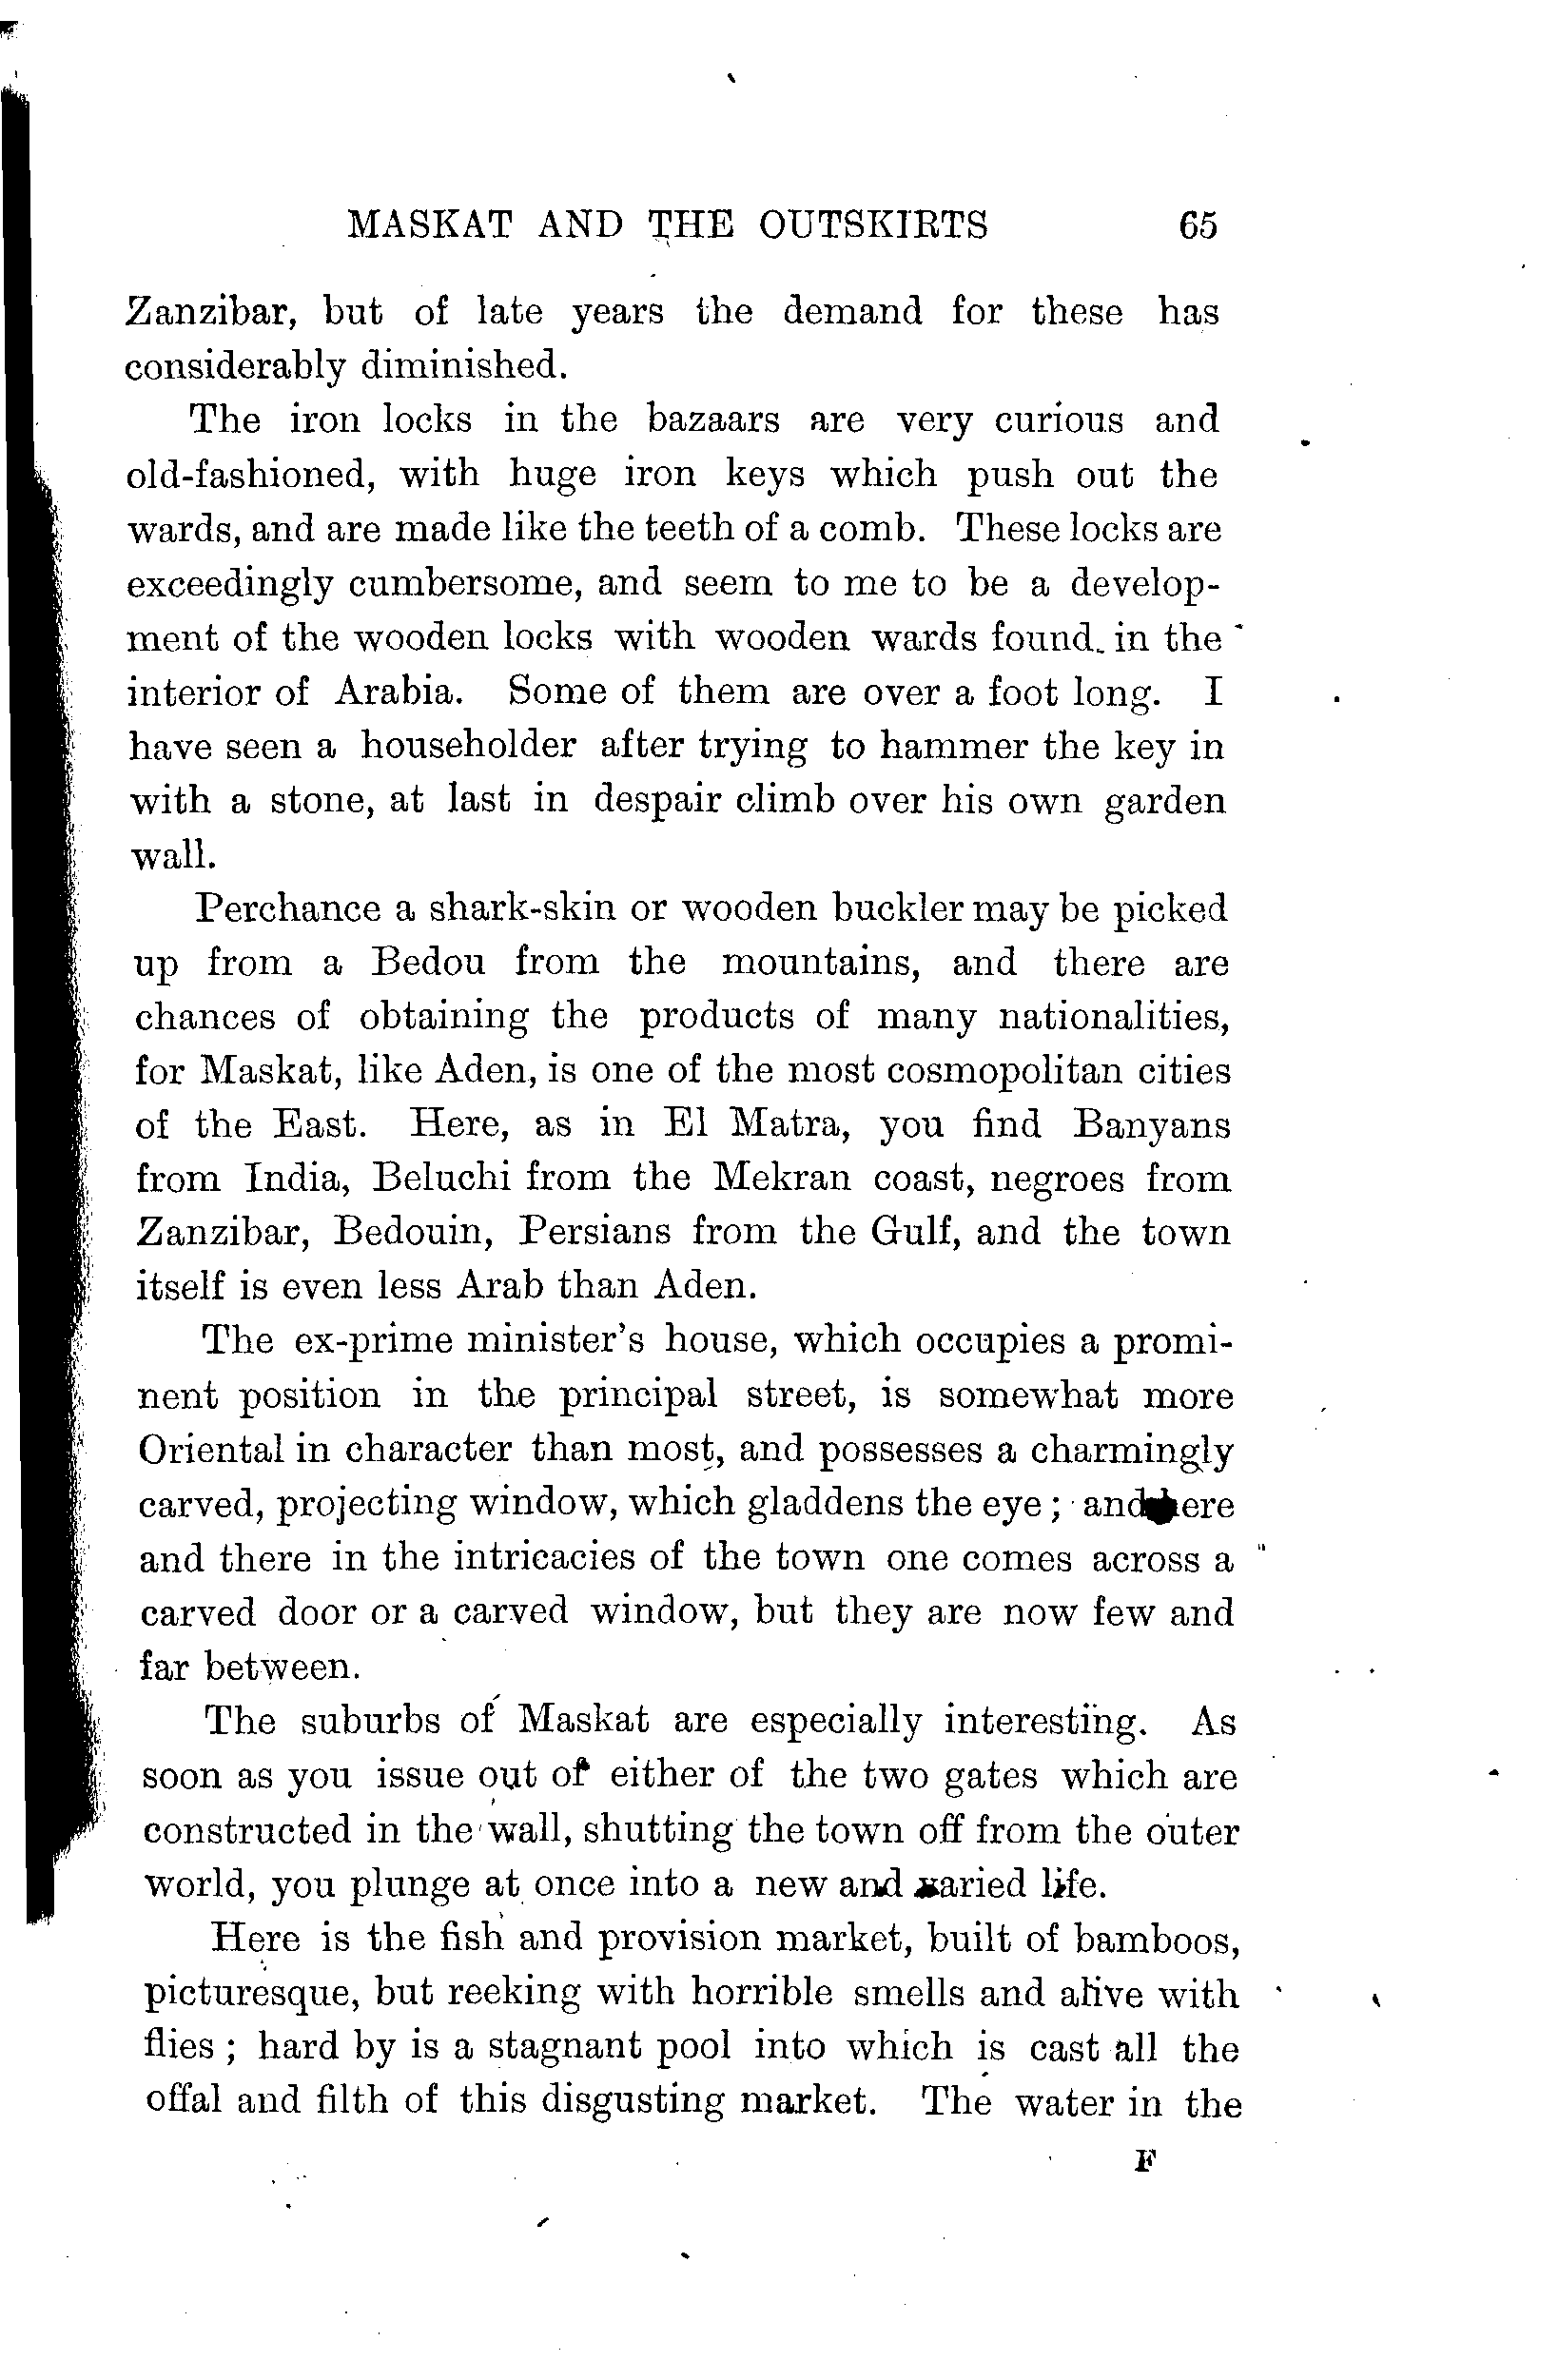 MASKAT AND THE OUTSKIRTS 65
Zanzibar, but of late years the demand for these has
considerably diminished.
The iron locks in the bazaars are very curious and
old-fashioned, with huge iron keys which push out the
wards, and are made like the teeth of a comb. These locks are
exceedingly cumbersome, and seem to me to be a develop-
ment of the wooden locks with wooden wards found in the
interior of Arabia. Some of them are over a foot long. I
have seen a householder after trying to hammer the key in
with a stone, at last in despair climb over his own garden
wall.
Perchance a shark-skin or wooden buckler may be picked
up from a Bedou from the mountains, and there are
chances of obtaining the products of many nationalities,
for Maskat, like Aden, is one of the most cosmopolitan cities
of the East. Here, as in El Matra, you find Banyans
from India, Beluchi from the Mekran coast, negroes from
Zanzibar, Bedouin, Persians from the Gulf, and the town
itself is even less Arab than Aden.
The ex-prime minister's house, which occupies a promi-
nent position in the principal street, is somewhat more
Oriental in character than most, and possesses a charmingly
carved, projecting window, which gladdens the eye; and here
and there in the intricacies of the town one comes across a
carved door or a carved window, but they are now few and
far between.
The suburbs of Maskat are especially interesting. As
soon as you issue out of either of the two gates which are
constructed in the wall, shutting the town off from the outer
world, you plunge at once into a new and varied life.
Here is the fish and provision market, built of bamboos,
picturesque, but reeking with horrible smells and alive with
flies; hard by is a stagnant pool into which is cast all the
offal and filth of this disgusting market. The water in the
F